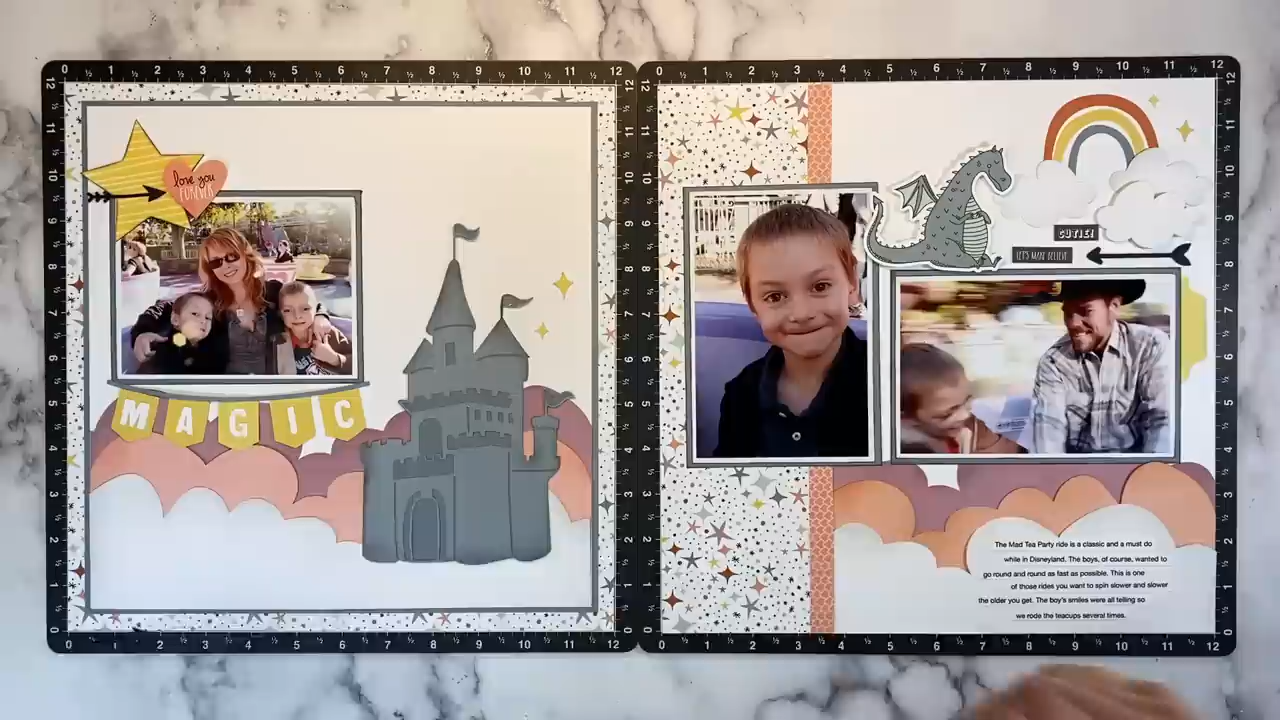 love you
FOREVER
MAGIC
CUTIE!
LET'S MAKE BELIEVE
The Mad Tea Party ride is a classic and a must do
while in Disneyland. The boys, of course, wanted to
go round and round as fast as possible. This is one
of those rides you want to spin slower and slower
the older you get. The boy's smiles were all telling so
we rode the teacups several times.